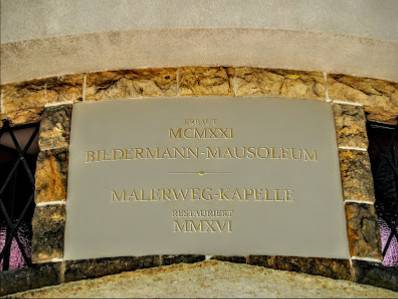 ERBAUT
MCMXXI
BILDERMANN-MAUSOLEUM
MALERWEG-KAPELLE
RESTAURIERT
MMXVI